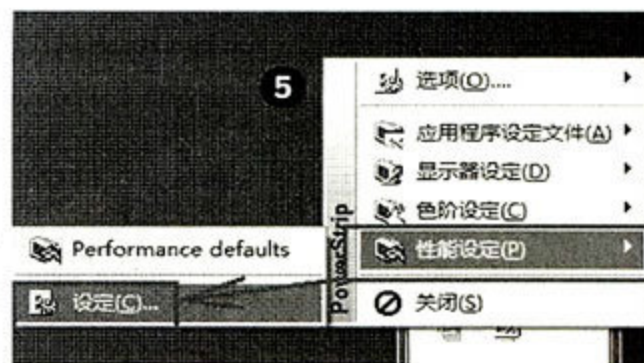 5
选项(O)....
应用程序设定文件(A)
显示器设定(D)
色阶设定(C)
性能设定(P)
关闭(S)
PowerStrip
Performance defaults
设定(C)...